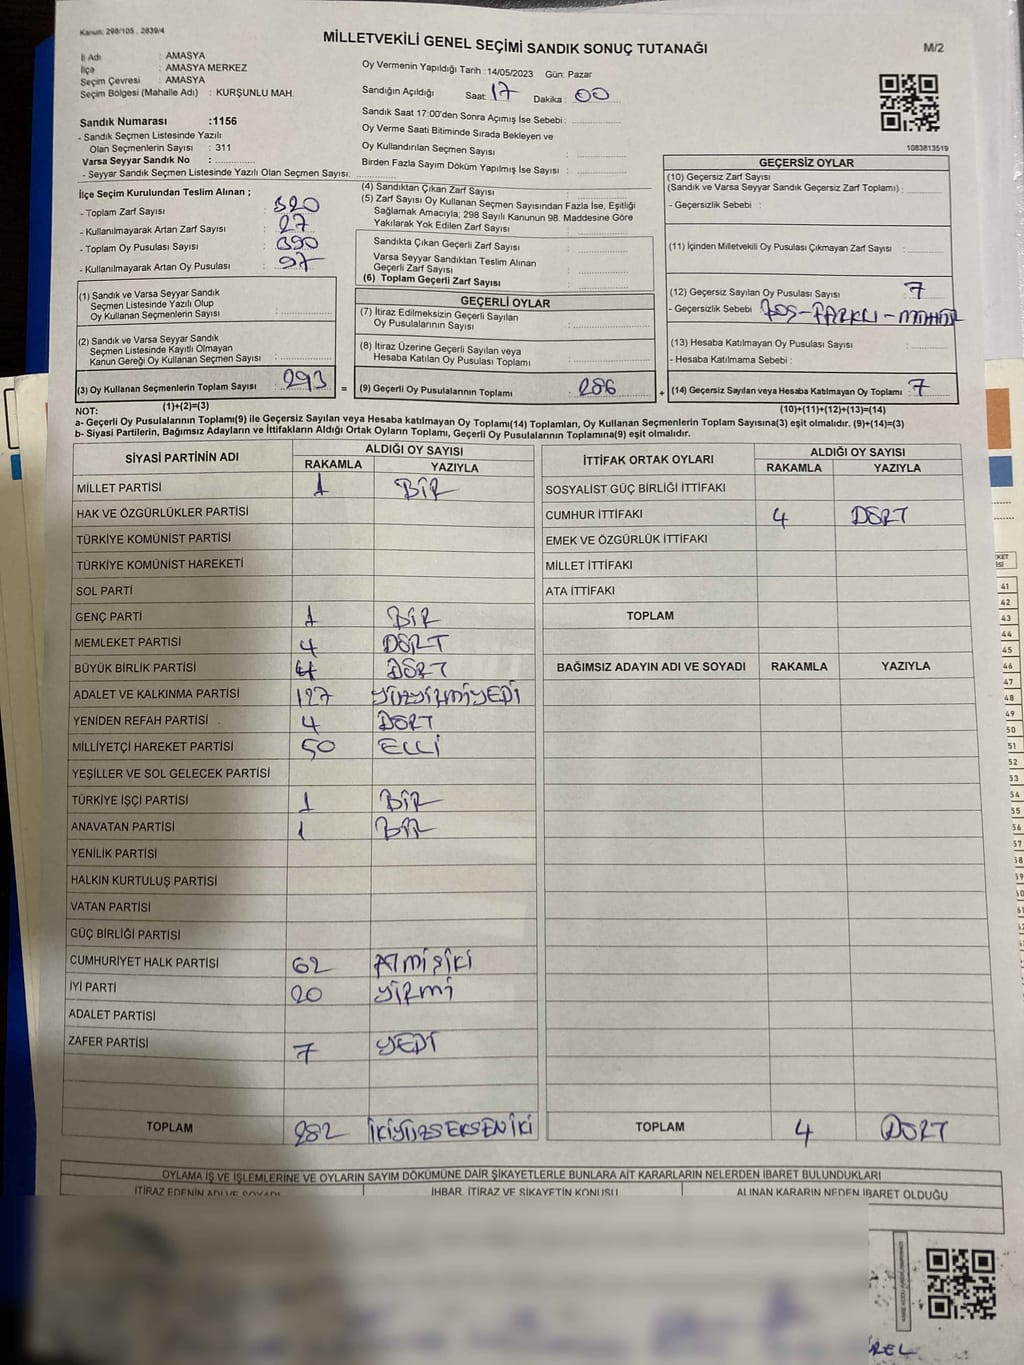 Kanun: 298/105 , 2839/4
MİLLETVEKİLİ GENEL SEÇİMİ SANDIK SONUÇ TUTANAĞI
M/2
İl Adı : AMASYA
İlçe : AMASYA MERKEZ
Seçim Çevresi : AMASYA
Seçim Bölgesi (Mahalle Adı) : KURŞUNLU MAH.
Sandık Numarası :1156
- Sandık Seçmen Listesinde Yazılı
Olan Seçmenlerin Sayısı : 311
Varsa Seyyar Sandık No :
- Seyyar Sandık Seçmen Listesinde Yazılı Olan Seçmen Sayısı:
Oy Vermenin Yapıldığı Tarih : 14/05/2023 Gün: Pazar
Sandığın Açıldığı Saat: 17 Dakika : 00
Sandık Saat 17:00'den Sonra Açımış İse Sebebi :
Oy Verme Saati Bitiminde Sırada Bekleyen ve
Oy Kullandırılan Seçmen Sayısı :
Birden Fazla Sayım Döküm Yapılmış İse Sayısı :
1083813519
İlçe Seçim Kurulundan Teslim Alınan ;
- Toplam Zarf Sayısı : 320
- Kullanılmayarak Artan Zarf Sayısı : 27
- Toplam Oy Pusulası Sayısı : 390
- Kullanılmayarak Artan Oy Pusulası : 97
(4) Sandıktan Çıkan Zarf Sayısı :
(5) Zarf Sayısı Oy Kullanan Seçmen Sayısından Fazla İse, Eşitliği
Sağlamak Amacıyla; 298 Sayılı Kanunun 98. Maddesine Göre
Yakılarak Yok Edilen Zarf Sayısı :
Sandıkta Çıkan Geçerli Zarf Sayısı :
Varsa Seyyar Sandıktan Teslim Alınan
Geçerli Zarf Sayısı :
(6) Toplam Geçerli Zarf Sayısı :
GEÇERSİZ OYLAR
(10) Geçersiz Zarf Sayısı
(Sandık ve Varsa Seyyar Sandık Geçersiz Zarf Toplamı) :
- Geçersizlik Sebebi :
(11) İçinden Milletvekili Oy Pusulası Çıkmayan Zarf Sayısı :
(12) Geçersiz Sayılan Oy Pusulası Sayısı : 7
- Geçersizlik Sebebi : BOŞ-FARKLI-MÜHÜR
(13) Hesaba Katılmayan Oy Pusulası Sayısı :
- Hesaba Katılmama Sebebi :
(14) Geçersiz Sayılan veya Hesaba Katılmayan Oy Toplamı : 7
(1) Sandık ve Varsa Seyyar Sandık
Seçmen Listesinde Yazılı Olup
Oy Kullanan Seçmenlerin Sayısı :
(2) Sandık ve Varsa Seyyar Sandık
Seçmen Listesinde Kayıtlı Olmayan
Kanun Gereği Oy Kullanan Seçmen Sayısı :
(3) Oy Kullanan Seçmenlerin Toplam Sayısı : 293 =
GEÇERLİ OYLAR
(7) İtiraz Edilmeksizin Geçerli Sayılan
Oy Pusulalarının Sayısı :
(8) İtiraz Üzerine Geçerli Sayılan veya
Hesaba Katılan Oy Pusulası Toplamı :
(9) Geçerli Oy Pusulalarının Toplamı : 286 +
NOT: (1)+(2)=(3)
(10)+(11)+(12)+(13)=(14)
a- Geçerli Oy Pusulalarının Toplamı(9) ile Geçersiz Sayılan veya Hesaba katılmayan Oy Toplamı(14) Toplamları, Oy Kullanan Seçmenlerin Toplam Sayısına(3) eşit olmalıdır. (9)+(14)=(3)
b- Siyasi Partilerin, Bağımsız Adayların ve İttifakların Aldığı Ortak Oyların Toplamı, Geçerli Oy Pusulalarının Toplamına(9) eşit olmalıdır.
SİYASİ PARTİNİN ADI ALDIĞI OY SAYISI
RAKAMLA YAZIYLA
MİLLET PARTİSİ 1 BİR
HAK VE ÖZGÜRLÜKLER PARTİSİ
TÜRKİYE KOMÜNİST PARTİSİ
TÜRKİYE KOMÜNİST HAREKETİ
SOL PARTİ
GENÇ PARTİ 1 BİR
MEMLEKET PARTİSİ 4 DÖRT
BÜYÜK BİRLİK PARTİSİ 4 DÖRT
ADALET VE KALKINMA PARTİSİ 127 YÜZYİRMİYEDİ
YENİDEN REFAH PARTİSİ 4 DÖRT
MİLLİYETÇİ HAREKET PARTİSİ 50 ELLİ
YEŞİLLER VE SOL GELECEK PARTİSİ
TÜRKİYE İŞÇİ PARTİSİ 1 BİR
ANAVATAN PARTİSİ 1 BİR
YENİLİK PARTİSİ
HALKIN KURTULUŞ PARTİSİ
VATAN PARTİSİ
GÜÇ BİRLİĞİ PARTİSİ
CUMHURİYET HALK PARTİSİ 62 ATMIŞİKİ
İYİ PARTİ 20 YİRMİ
ADALET PARTİSİ
ZAFER PARTİSİ 7 YEDİ
TOPLAM 282 İKİYÜZSEKSENİKİ
İTTİFAK ORTAK OYLARI ALDIĞI OY SAYISI
RAKAMLA YAZIYLA
SOSYALİST GÜÇ BİRLİĞİ İTTİFAKI
CUMHUR İTTİFAKI 4 DÖRT
EMEK VE ÖZGÜRLÜK İTTİFAKI
MİLLET İTTİFAKI
ATA İTTİFAKI
TOPLAM
BAĞIMSIZ ADAYIN ADI VE SOYADI RAKAMLA YAZIYLA
TOPLAM 4 DÖRT
OYLAMA İŞ VE İŞLEMLERİNE VE OYLARIN SAYIM DÖKÜMÜNE DAİR ŞİKAYETLERLE BUNLARA AİT KARARLARIN NELERDEN İBARET BULUNDUKLARI
İTİRAZ EDENİN ADI VE SOYADI İHBAR, İTİRAZ VE ŞİKAYETİN KONUSU ALINAN KARARIN NEDEN İBARET OLDUĞU
41
42
43
44
45
46
47
48
49
50
51
52
53
54
55
56
57